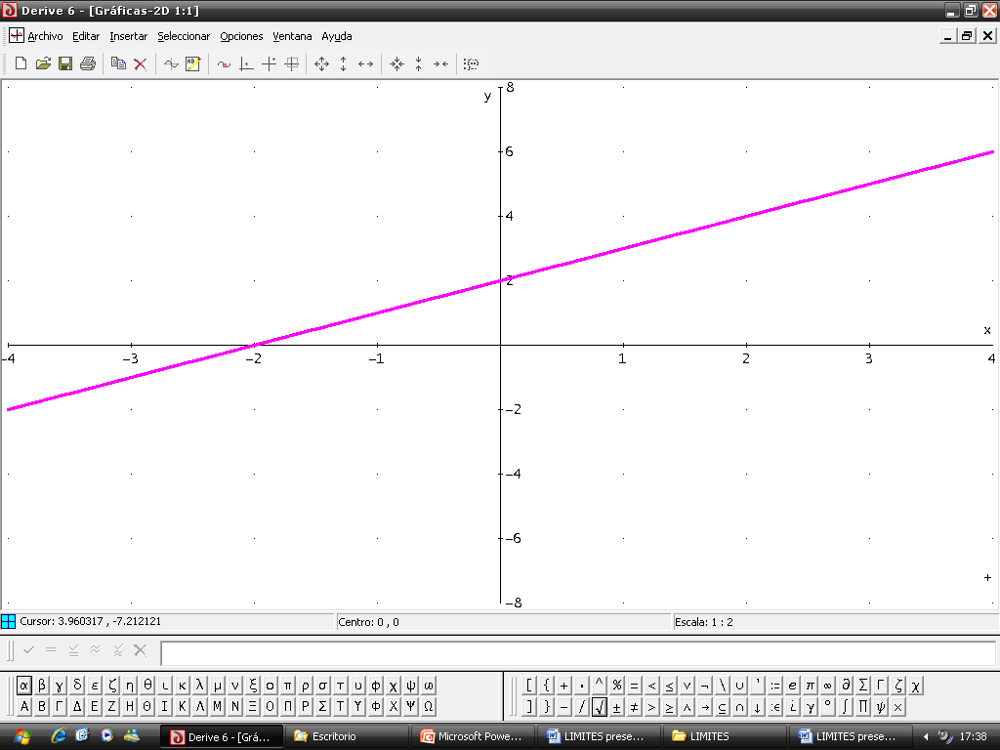 Derive 6 - [Gráficas-2D 1:1]
Archivo Editar Insertar Seleccionar Opciones Ventana Ayuda
y
8
6
4
2
x
-4 -3 -2 -1 1 2 3 4
-2
-4
-6
-8
Cursor: 3.960317 , -7.212121 Centro: 0 , 0 Escala: 1 : 2
α β γ δ ε ζ η θ ι κ λ μ ν ξ ο π ρ σ τ υ φ χ ψ ω [ { + · ^ % = < ≤ ∨ ¬ \ ∪ ' := e π ∞ ∂ ∑ Γ ζ χ
Α Β Γ Δ Ε Ζ Η Θ Ι Κ Λ Μ Ν Ξ Ο Π Ρ Σ Τ Υ Φ Χ Ψ Ω ] } − / √ ± ≠ > ≥ ∧ → ⊆ ∩ ↓ :∈ i γ ° ∫ ∏ ψ ×
Derive 6 - [Grá... Escritorio Microsoft Powe... LIMITES prese... LIMITES LIMITES prese... 17:38